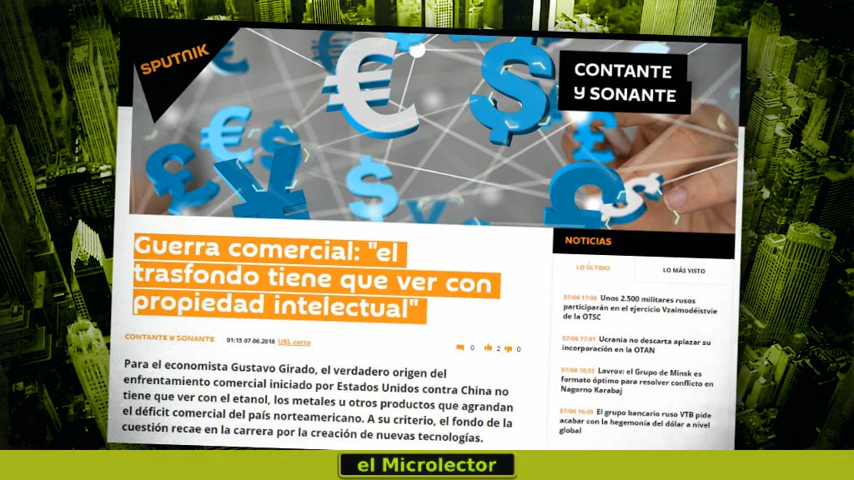 SPUTNIK
CONTANTE
y SONANTE
Guerra comercial: "el
trasfondo tiene que ver con
propiedad intelectual"
CONTANTE y SONANTE 01:15 07.06.2018 URL corto 0 2 0
Para el economista Gustavo Girado, el verdadero origen del
enfrentamiento comercial iniciado por Estados Unidos contra China no
tiene que ver con el etanol, los metales u otros productos que agrandan
el déficit comercial del país norteamericano. A su criterio, el fondo de la
cuestión recae en la carrera por la creación de nuevas tecnologías.
NOTICIAS
LO ÚLTIMO LO MÁS VISTO
07/06 17:08 Unos 2.500 militares rusos
participarán en el ejercicio Vzaimodéistvie
de la OTSC
07/06 17:01 Ucrania no descarta aplazar su
incorporación en la OTAN
07/06 16:55 Lavrov: el Grupo de Minsk es
formato óptimo para resolver conflicto en
Nagorno Karabaj
07/06 16:49 El grupo bancario ruso VTB pide
acabar con la hegemonía del dólar a nivel
global
el Microlector